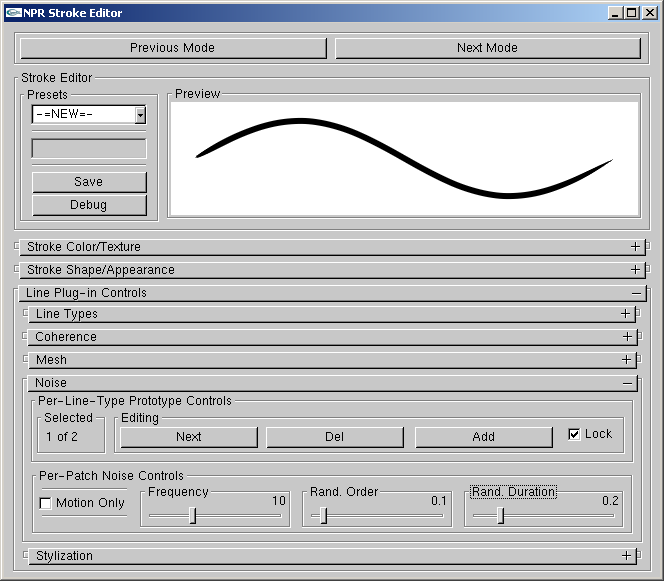 NPR Stroke Editor
Previous Mode Next Mode
Stroke Editor
Presets Preview
-=NEW=-
Save
Debug
Stroke Color/Texture +
Stroke Shape/Appearance +
Line Plug-in Controls −
Line Types +
Coherence +
Mesh +
Noise −
Per-Line-Type Prototype Controls
Selected Editing
1 of 2 Next Del Add Lock
Per-Patch Noise Controls
Frequency Rand. Order Rand. Duration
Motion Only 10 0.1 0.2
Stylization +